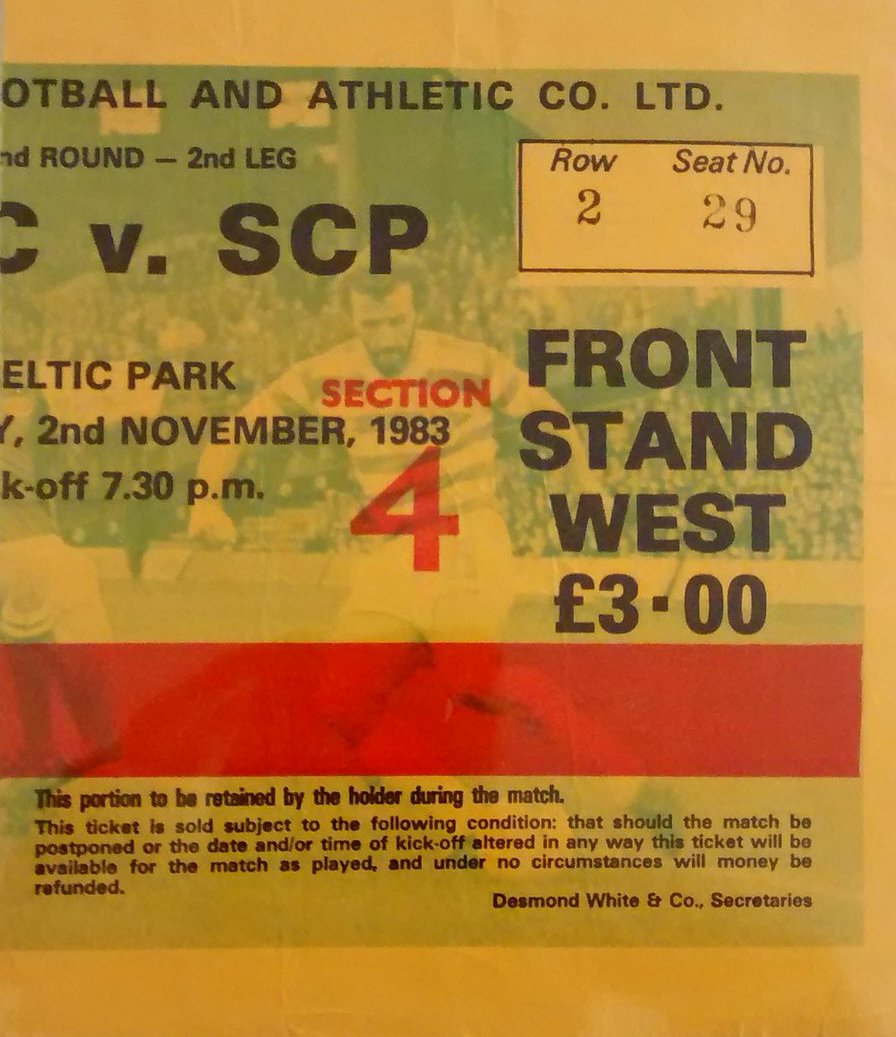 OTBALL AND ATHLETIC CO. LTD.
nd ROUND — 2nd LEG
Row Seat No.
2 29
C v. SCP
ELTIC PARK
Y, 2nd NOVEMBER, 1983
k-off 7.30 p.m.
SECTION
4
FRONT
STAND
WEST
£3·00
This portion to be retained by the holder during the match.
This ticket is sold subject to the following condition: that should the match be
postponed or the date and/or time of kick-off altered in any way this ticket will be
available for the match as played, and under no circumstances will money be
refunded.
Desmond White & Co., Secretaries